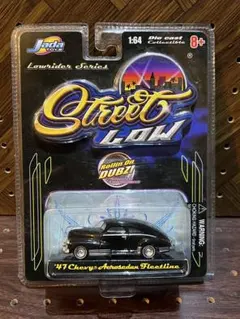 Jada
TOYS
1:64
Die cast
Collectible
8+
Lowrider Series
Street
LOW
Rollin On
DUBZ!
WARNING:
'47 Chevy Aerosedan Fleetline